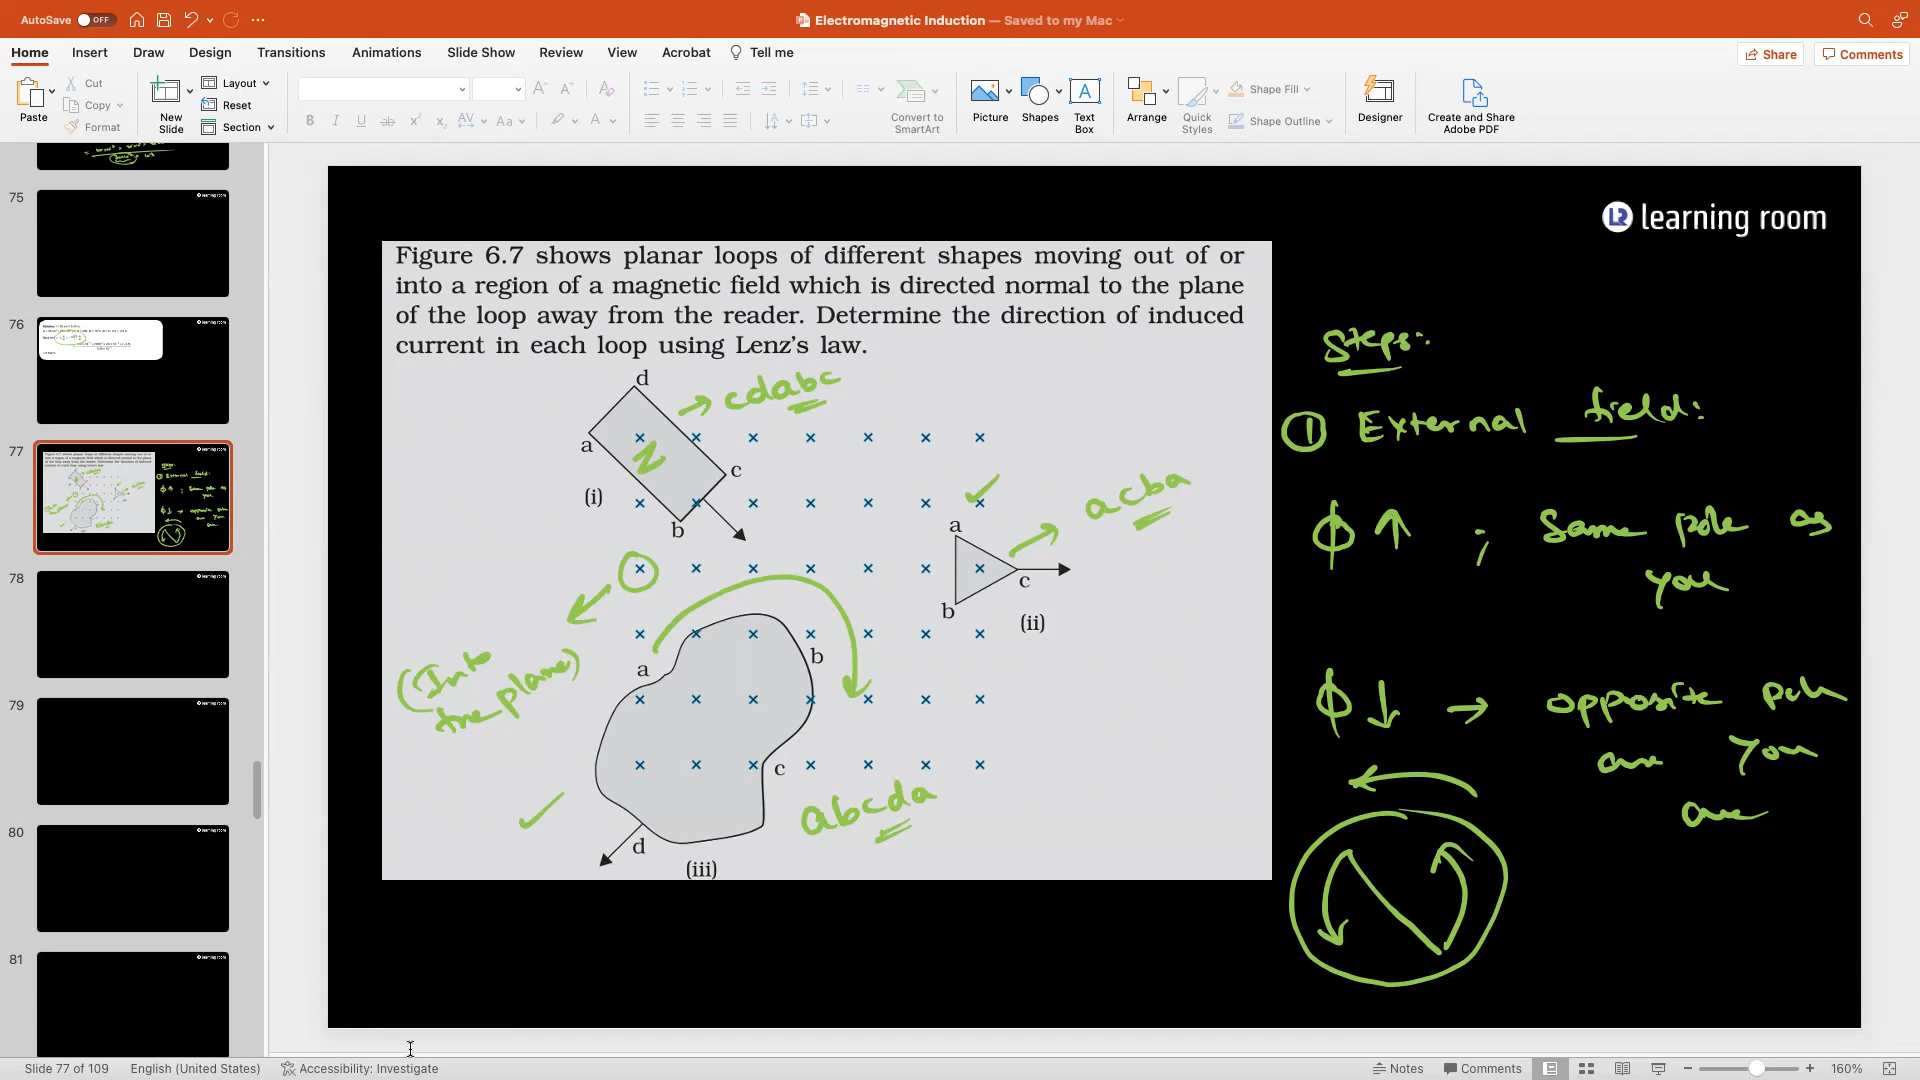 AutoSave OFF
Electromagnetic Induction — Saved to my Mac
Home Insert Draw Design Transitions Animations Slide Show Review View Acrobat Tell me
Share Comments
Paste
Cut
Copy
Format
New Slide
Layout
Reset
Section
B I U ab x² x₂ AV Aa A
Convert to SmartArt
Picture
Shapes
Text Box
Arrange
Quick Styles
Shape Fill
Shape Outline
Designer
Create and Share Adobe PDF
75
76
77
78
79
80
81
learning room
Figure 6.7 shows planar loops of different shapes moving out of or
into a region of a magnetic field which is directed normal to the plane
of the loop away from the reader. Determine the direction of induced
current in each loop using Lenz's law.
d
→ cdabc
a
N
c
(i)
b
acba
a
c
b
(ii)
(Into
the plane)
a
b
c
abcda
d
(iii)
Steps:
① External field:
ϕ ↑ ; Same pole as
you
ϕ ↓ → opposite pole
are you
are
N
Slide 77 of 109
English (United States)
Accessibility: Investigate
Notes
Comments
160%